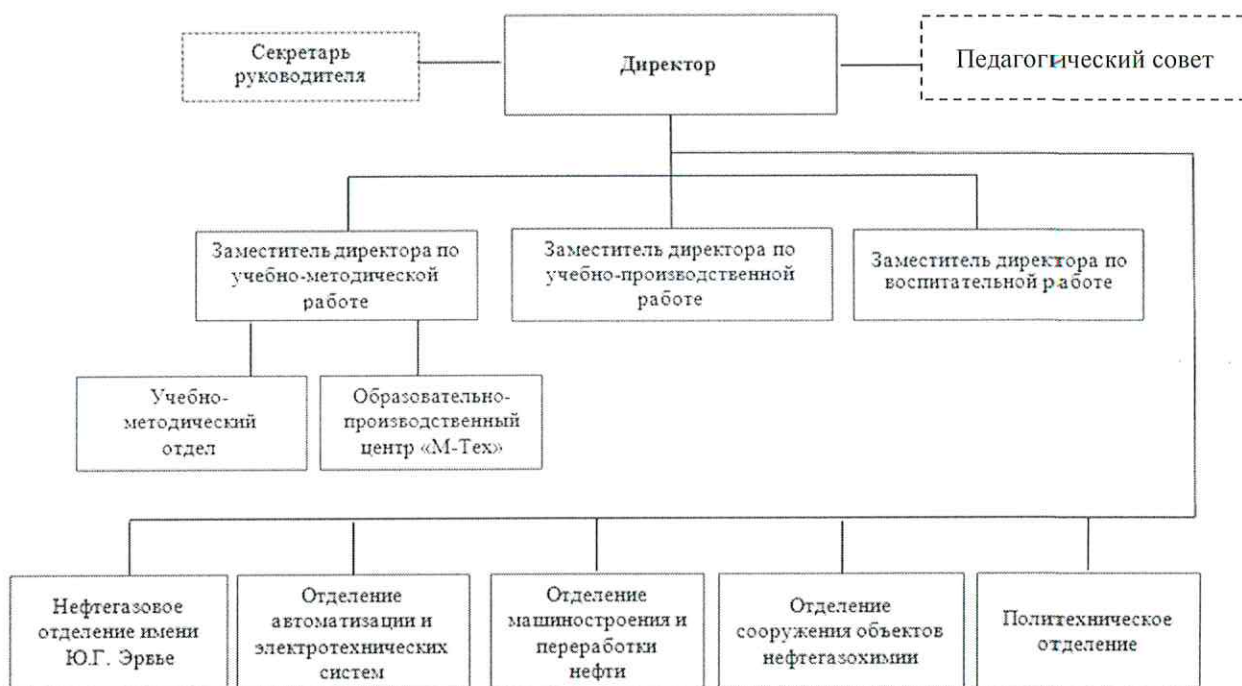 Секретарь
руководителя
Директор
Педагогический совет
Заместитель директора по
учебно-методической
работе
Заместитель директора по
учебно-производственной
работе
Заместитель директора по
воспитательной работе
Учебно-
методический
отдел
Образовательно-
производственный
центр «М-Тех»
Нефтегазовое
отделение имени
Ю.Г. Эрвье
Отделение
автоматизации и
электротехнических
систем
Отделение
машиностроения и
переработки
нефти
Отделение
сооружения объектов
нефтегазохимии
Политехническое
отделение